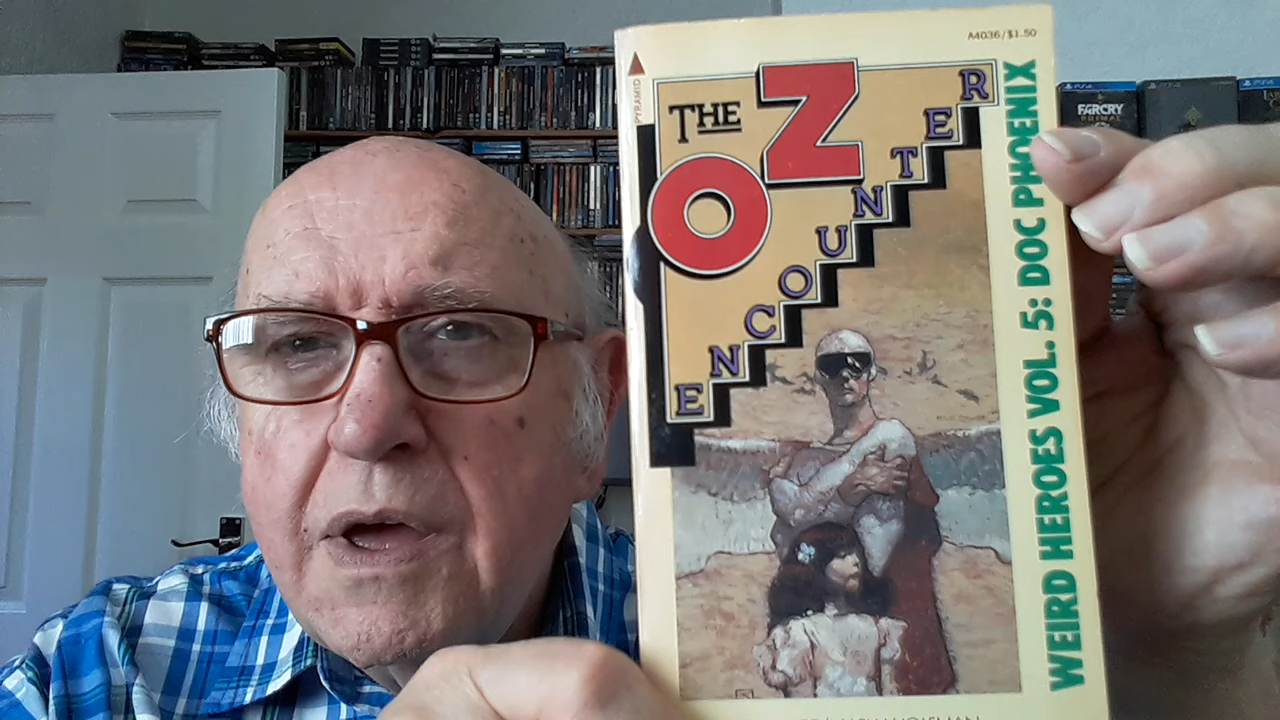 A4036/$1.50
PYRAMID
THE
OZ
ENCOUNTER
WEIRD HEROES VOL. 5: DOC PHOENIX
FARCRY
PRIMAL